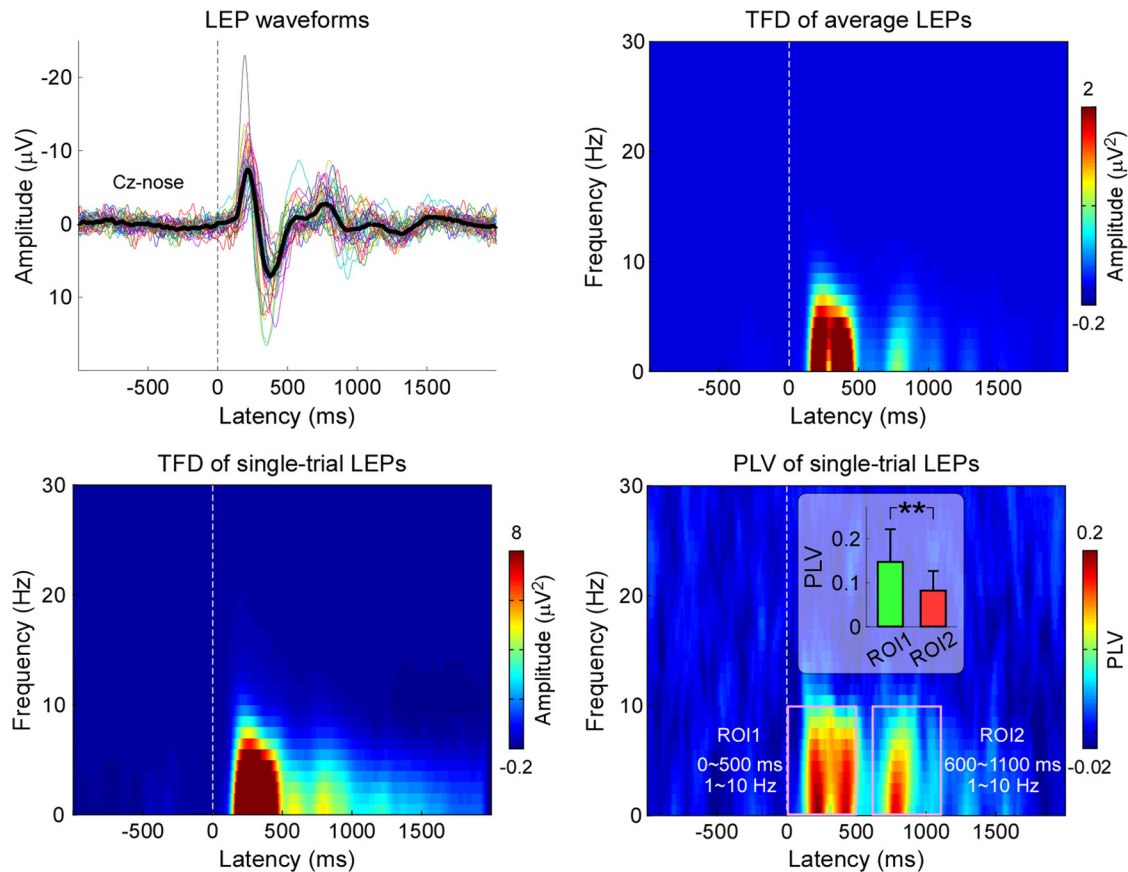 LEP waveforms
-20
-10
0
10
Amplitude (μV)
Cz-nose
-500
0
500
1000
1500
Latency (ms)
TFD of average LEPs
30
20
10
0
Frequency (Hz)
-500
0
500
1000
1500
Latency (ms)
2
-0.2
Amplitude (μV²)
TFD of single-trial LEPs
30
20
10
0
Frequency (Hz)
-500
0
500
1000
1500
Latency (ms)
8
-0.2
Amplitude (μV²)
PLV of single-trial LEPs
30
20
10
0
Frequency (Hz)
**
0.2
0.1
0
PLV
ROI1
ROI2
ROI1
0~500 ms
1~10 Hz
ROI2
600~1100 ms
1~10 Hz
-500
0
500
1000
1500
Latency (ms)
0.2
-0.02
PLV